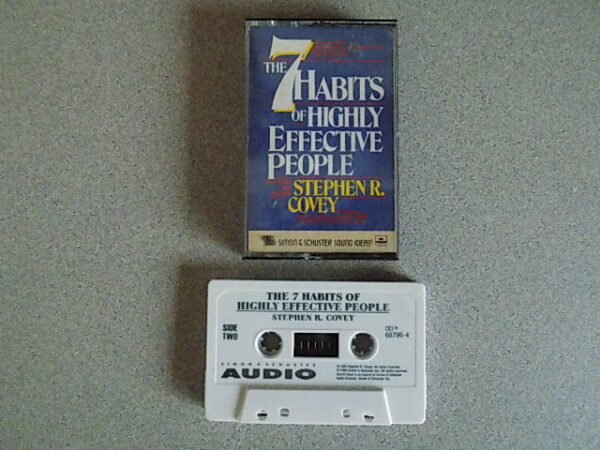 THE 7 HABITS
OF HIGHLY
EFFECTIVE
PEOPLE
STEPHEN R.
COVEY
SIMON & SCHUSTER SOUND IDEAS
THE 7 HABITS OF
HIGHLY EFFECTIVE PEOPLE
STEPHEN R. COVEY
SIDE
TWO
68796-4
SIMON & SCHUSTER
AUDIO